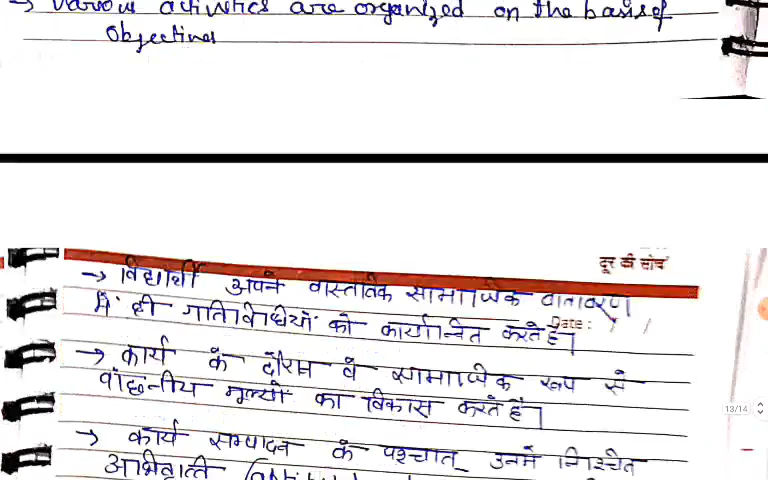 → various activities are organized on the basis of
Objectives
दूर की सोच
→ विद्यार्थी अपने वास्तविक सामाजिक वातावरण
में ही गतिविधियों को कार्यान्वित करते है।
Date: / /
→ कार्य के दौरान वे सामाजिक रूप से
वांछनीय मूल्यों का विकास करते है।
13/14
→ कार्य सम्पादन के पश्चात् उनमें निश्चित
अभिवृत्ति